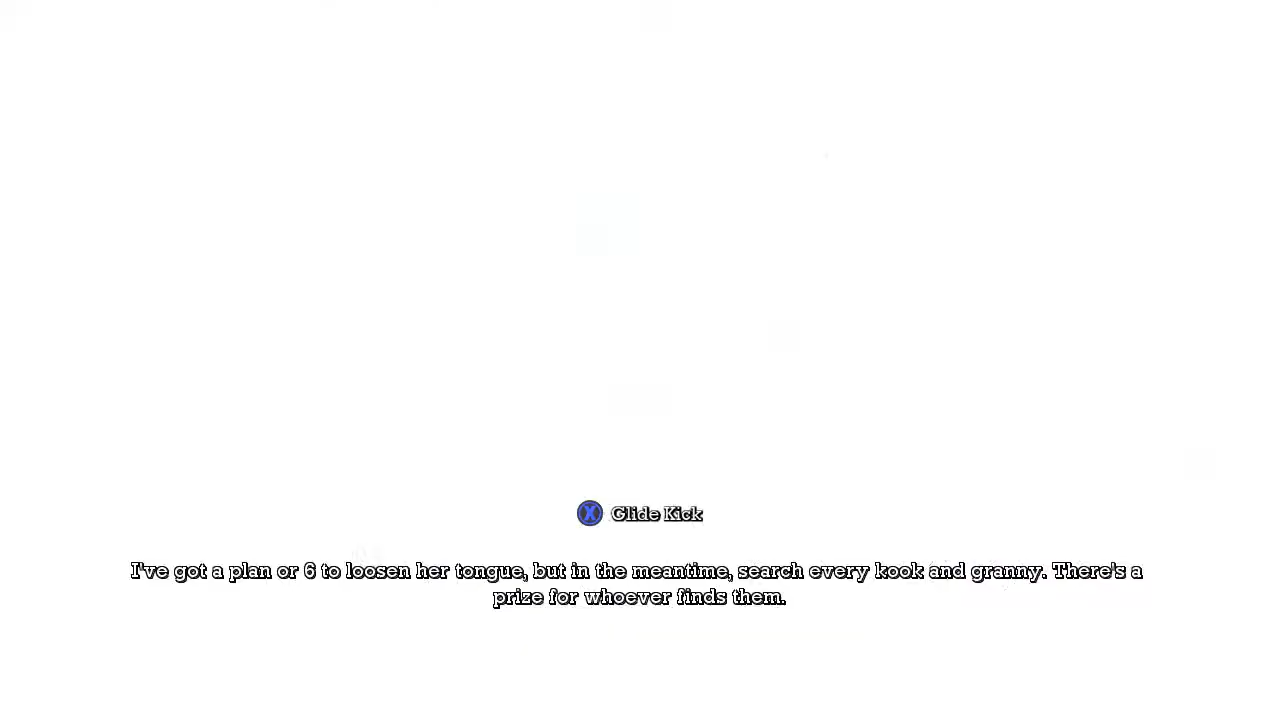 X Glide Kick
I've got a plan or 6 to loosen her tongue, but in the meantime, search every kook and granny. There's a
prize for whoever finds them.